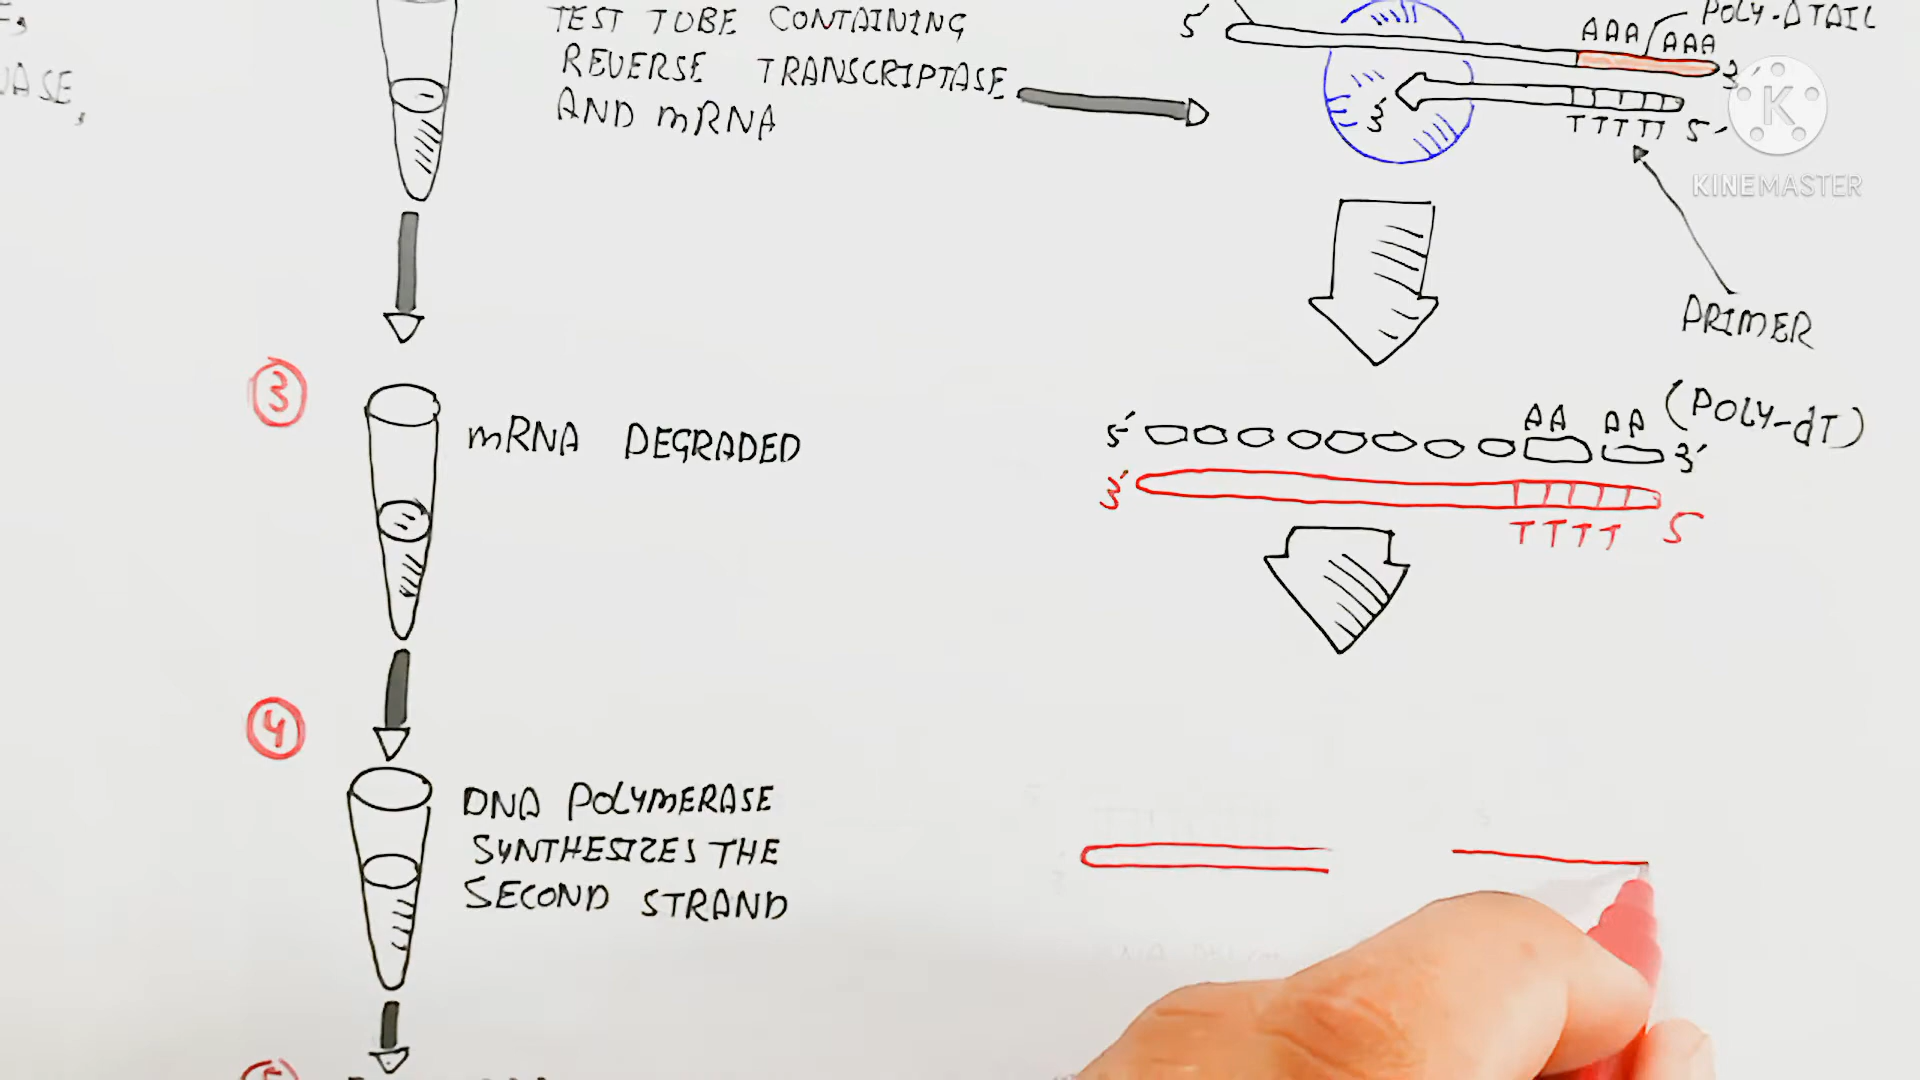 TEST TUBE CONTAINING
REVERSE TRANSCRIPTASE
AND mRNA
5'
AAA
AAA
POLY-A TAIL
3'
3'
TTTTT
5'
K
KINEMASTER
PRIMER
(POLY-dT)
3
mRNA DEGRADED
5'
AA AA
3'
3'
TTTT
5
4
DNA POLYMERASE
SYNTHESIZES THE
SECOND STRAND